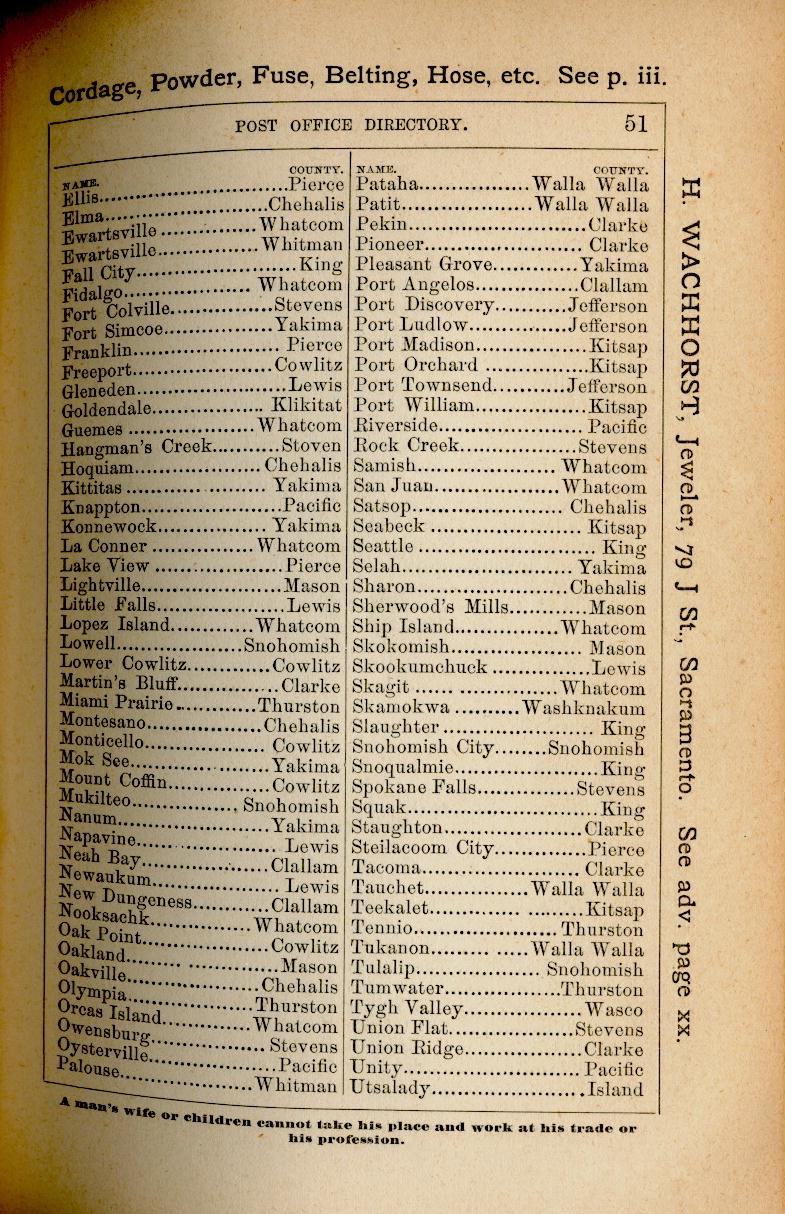 Cordage, Powder, Fuse, Belting, Hose, etc. See p. iii.
POST OFFICE DIRECTORY. 51
NAME. COUNTY.
Ellis..............................Pierce
Elma..............................Chehalis
Ewartsville..............Whatcom
Ewartsville..............Whitman
Fall City........................King
Fidalgo.................. Whatcom
Fort Colville...............Stevens
Fort Simcoe................Yakima
Franklin...................... Pierce
Freeport.....................Cowlitz
Gleneden......................Lewis
Goldendale................. Klikitat
Guemes..................Whatcom
Hangman's Creek..........Stoven
Hoquiam...................Chehalis
Kittitas..................... Yakima
Knappton.....................Pacific
Konnewock................ Yakima
La Conner................Whatcom
Lake View...................Pierce
Lightville.....................Mason
Little Falls...................Lewis
Lopez Island............Whatcom
Lowell...................Snohomish
Lower Cowlitz............Cowlitz
Martin's Bluff...............Clarke
Miami Prairie............Thurston
Montesano.................Chehalis
Monticello.................. Cowlitz
Mok See.....................Yakima
Mount Coffin...............Cowlitz
Mukilteo................Snohomish
Nanum.......................Yakima
Napavine..................... Lewis
Neah Bay...................Clallam
Newaukum................... Lewis
New Dungeness...........Clallam
Nooksachk...............Whatcom
Oak Point...................Cowlitz
Oakland......................Mason
Oakville...................Chehalis
Olympia...................Thurston
Orcas Island.............Whatcom
Owensburg................ Stevens
Oysterville...................Pacific
Palouse...................Whitman
NAME. COUNTY.
Pataha.................Walla Walla
Patit....................Walla Walla
Pekin...........................Clarke
Pioneer........................ Clarke
Pleasant Grove.............Yakima
Port Angelos................Clallam
Port Discovery...........Jefferson
Port Ludlow...............Jefferson
Port Madison.................Kitsap
Port Orchard................Kitsap
Port Townsend...........Jefferson
Port William.................Kitsap
Riverside...................... Pacific
Rock Creek..................Stevens
Samish..................... Whatcom
San Juan...................Whatcom
Satsop....................... Chehalis
Seabeck........................ Kitsap
Seattle........................... King
Selah........................... Yakima
Sharon.......................Chehalis
Sherwood's Mills............Mason
Ship Island................Whatcom
Skokomish.................... Mason
Skookumchuck...............Lewis
Skagit......................Whatcom
Skamokwa..........Washknakum
Slaughter........................ King
Snohomish City........Snohomish
Snoqualmie.....................King
Spokane Falls...............Stevens
Squak.............................King
Staughton.....................Clarke
Steilacoom City.............Pierce
Tacoma........................ Clarke
Tauchet................Walla Walla
Teekalet........................Kitsap
Tennio...................... Thurston
Tukanon...............Walla Walla
Tulalip................... Snohomish
Tumwater.................Thurston
Tygh Valley..................Wasco
Union Flat...................Stevens
Union Ridge..................Clarke
Unity........................... Pacific
Utsalady.......................Island
A man's wife or children cannot take his place and work at his trade or
his profession.
H. WACHHORST, Jeweler, 79 J St., Sacramento. See adv. page xx.